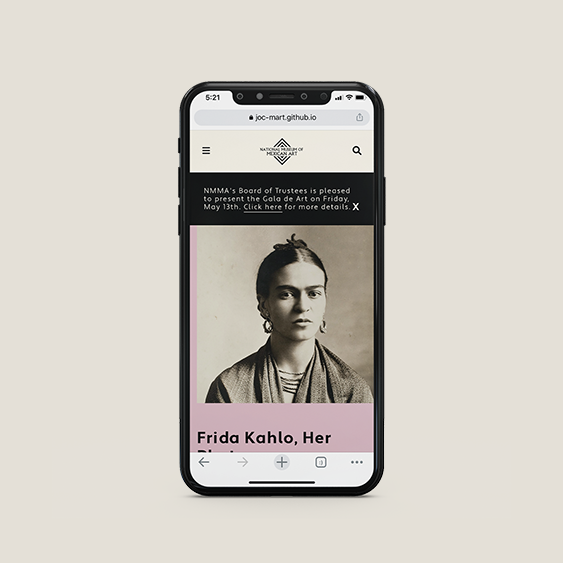 5:21
joc-mart.github.io
NATIONAL MUSEUM OF
MEXICAN ART
NMMA's Board of Trustees is pleased
to present the Gala de Art on Friday,
May 13th. Click here for more details. X
Frida Kahlo, Her